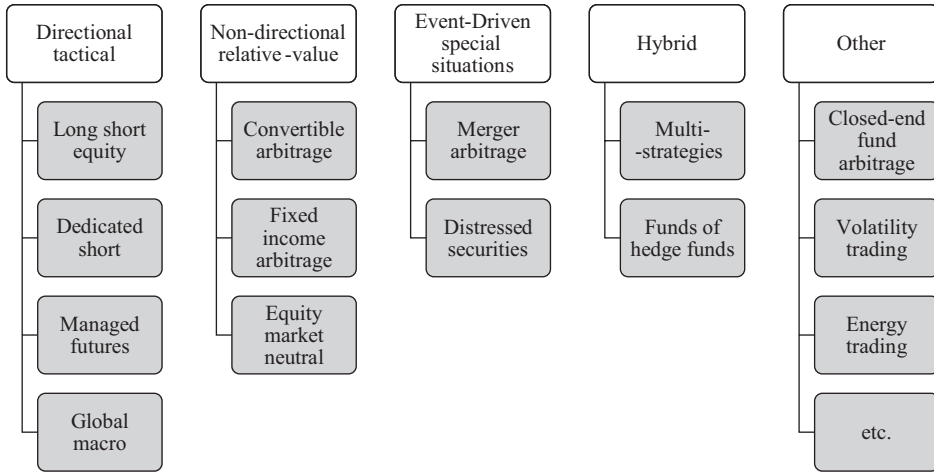 Directional
tactical
Long short
equity
Dedicated
short
Managed
futures
Global
macro
Non-directional
relative-value
Convertible
arbitrage
Fixed
income
arbitrage
Equity
market
neutral
Event-Driven
special
situations
Merger
arbitrage
Distressed
securities
Hybrid
Multi-
-strategies
Funds of
hedge funds
Other
Closed-end
fund
arbitrage
Volatility
trading
Energy
trading
etc.